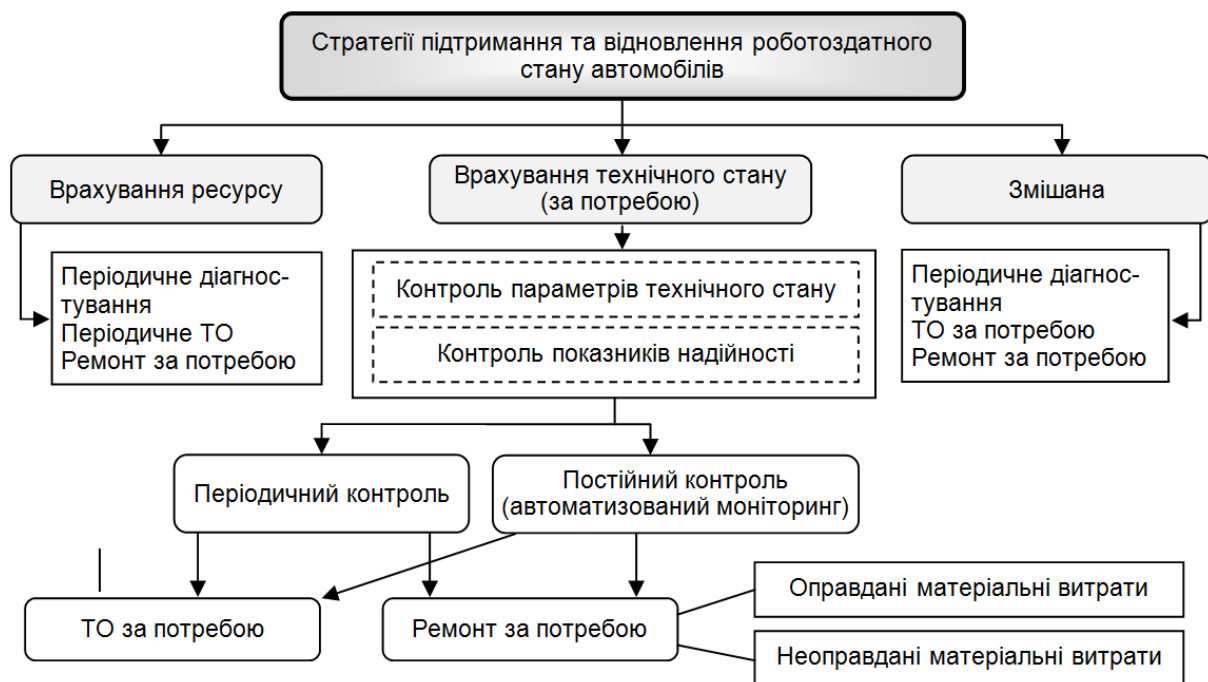 Стратегії підтримання та відновлення роботоздатного
стану автомобілів
Врахування ресурсу
Врахування технічного стану
(за потребою)
Змішана
Періодичне діагнос-
тування
Періодичне ТО
Ремонт за потребою
Контроль параметрів технічного стану
Контроль показників надійності
Періодичне діагнос-
тування
ТО за потребою
Ремонт за потребою
Періодичний контроль
Постійний контроль
(автоматизований моніторинг)
ТО за потребою
Ремонт за потребою
Оправдані матеріальні витрати
Неоправдані матеріальні витрати